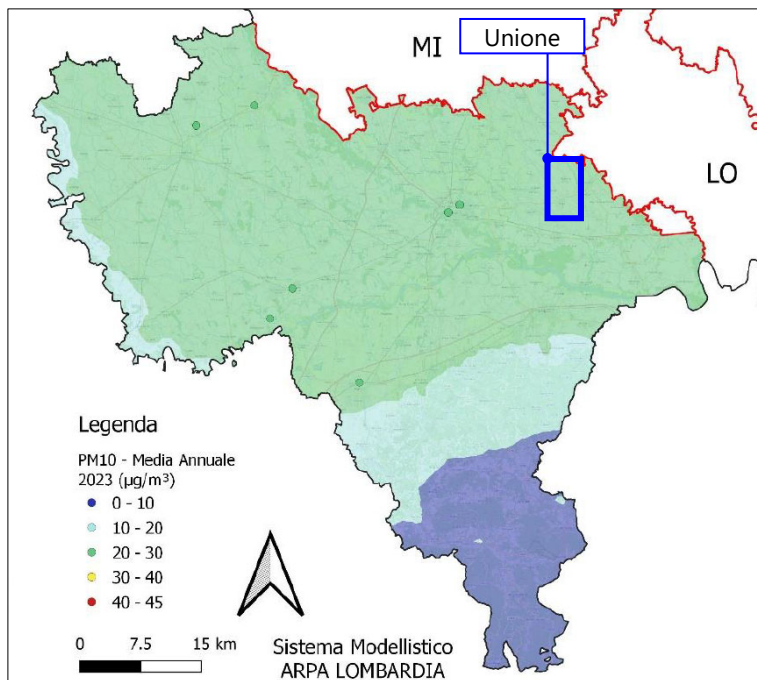 Unione
MI
LO
Legenda
PM10 - Media Annuale
2023 (µg/m³)
0 - 10
10 - 20
20 - 30
30 - 40
40 - 45
0 7.5 15 km
Sistema Modellistico
ARPA LOMBARDIA